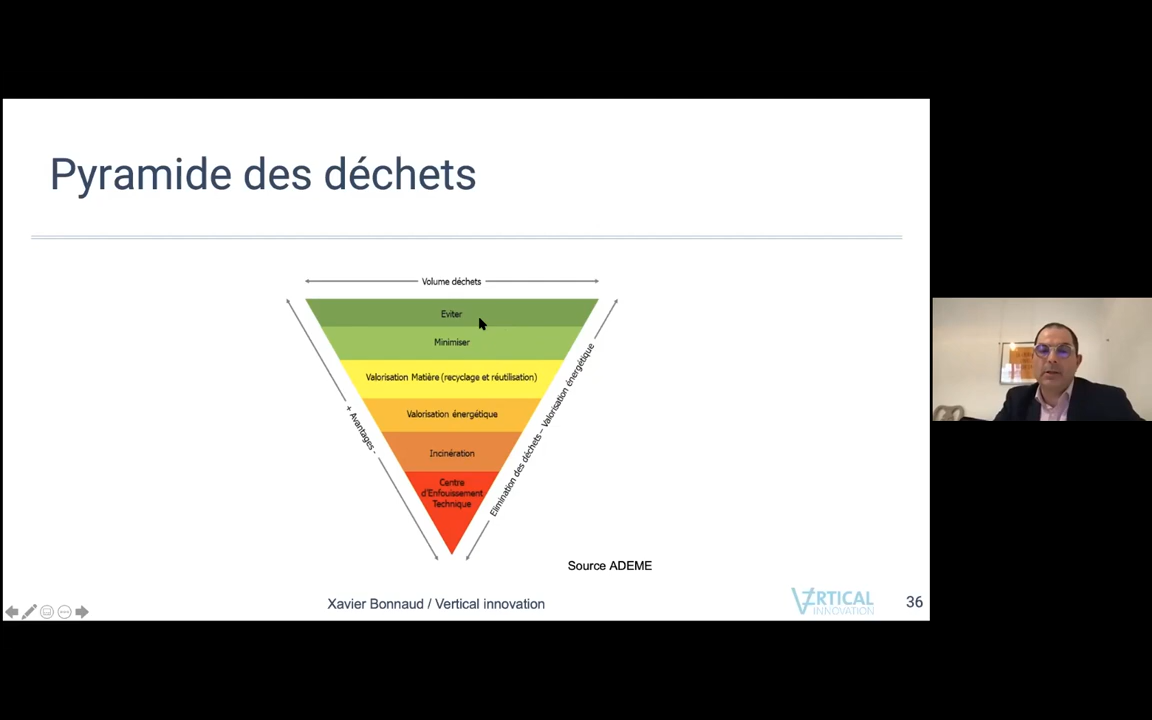 Pyramide des déchets
Volume déchets
Eviter
Minimiser
Valorisation Matière (recyclage et réutilisation)
Valorisation énergétique
Incinération
Centre
d'Enfouissement
Technique
+ Avantages -
Elimination des déchets – Valorisation énergétique
Source ADEME
Xavier Bonnaud / Vertical innovation
VERTICAL
INNOVATION
36